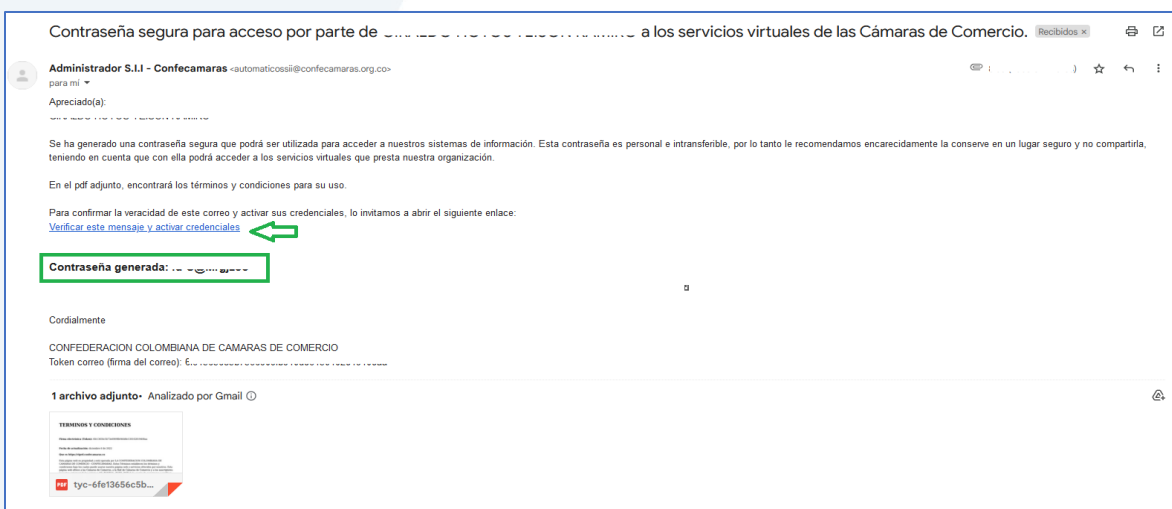 Contraseña segura para acceso por parte de a los servicios virtuales de las Cámaras de Comercio. Recibidos ×
Administrador S.I.I - Confecamaras <automaticossii@confecamaras.org.co>
para mí
Apreciado(a):
Se ha generado una contraseña segura que podrá ser utilizada para acceder a nuestros sistemas de información. Esta contraseña es personal e intransferible, por lo tanto le recomendamos encarecidamente la conserve en un lugar seguro y no compartirla,
teniendo en cuenta que con ella podrá acceder a los servicios virtuales que presta nuestra organización.
En el pdf adjunto, encontrará los términos y condiciones para su uso.
Para confirmar la veracidad de este correo y activar sus credenciales, lo invitamos a abrir el siguiente enlace:
Verificar este mensaje y activar credenciales
Contraseña generada:
Cordialmente
CONFEDERACION COLOMBIANA DE CAMARAS DE COMERCIO
Token correo (firma del correo):
1 archivo adjunto • Analizado por Gmail
TERMINOS Y CONDICIONES
PDF tyc-6fe13656c5b...